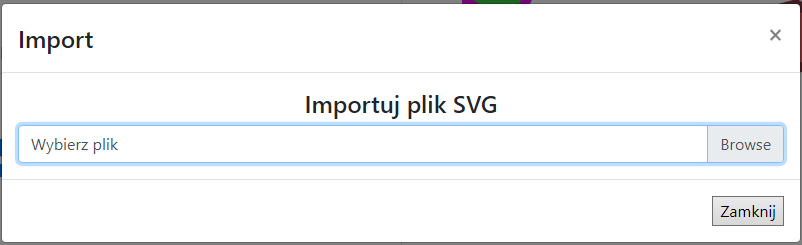 Import
×
Importuj plik SVG
Wybierz plik
Browse
Zamknij